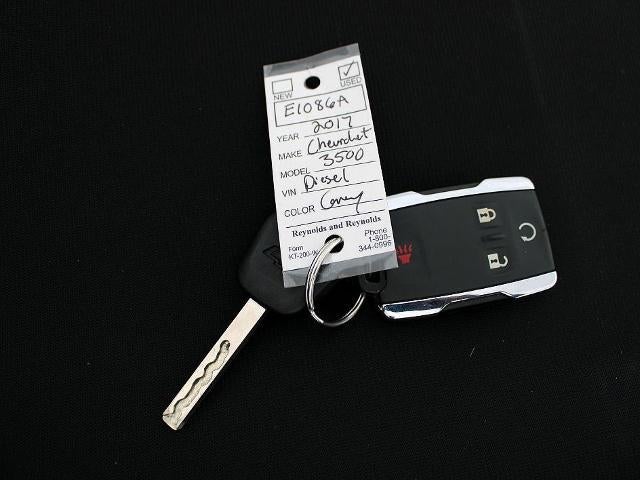 NEW USED
E1086A
YEAR 2017
MAKE Chevrolet
MODEL 3500
VIN Diesel
COLOR
Reynolds and Reynolds
Form Phone
1-800-
344-0996